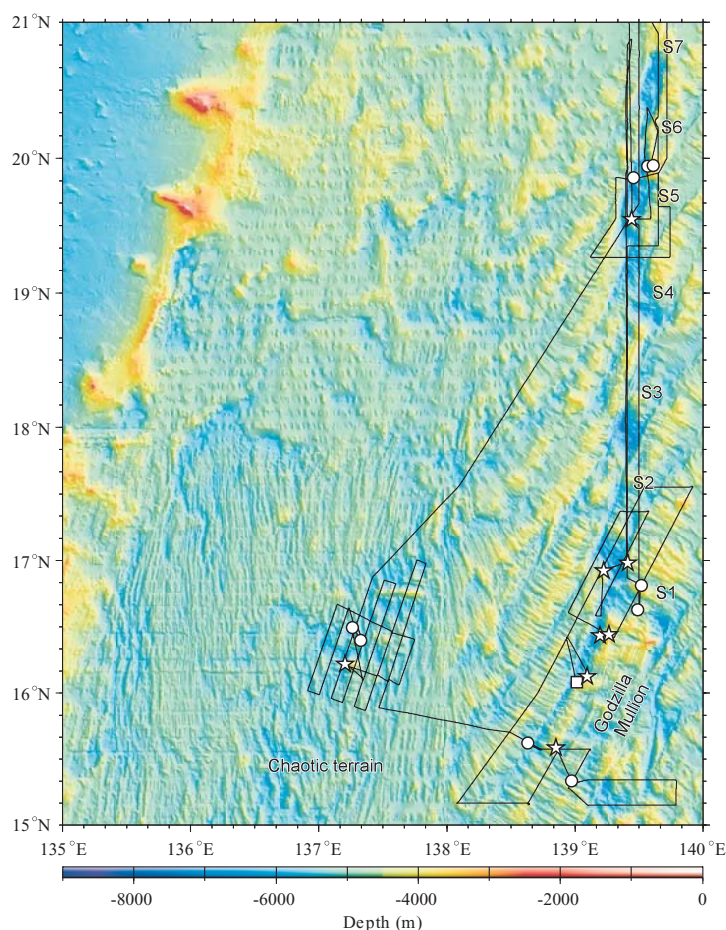 21°N
S7
S6
20°N
S5
19°N
S4
S3
18°N
S2
17°N
S1
16°N
Godzilla
Mullion
Chaotic terrain
15°N
135°E 136°E 137°E 138°E 139°E 140°E
-8000 -6000 -4000 -2000 0
Depth (m)